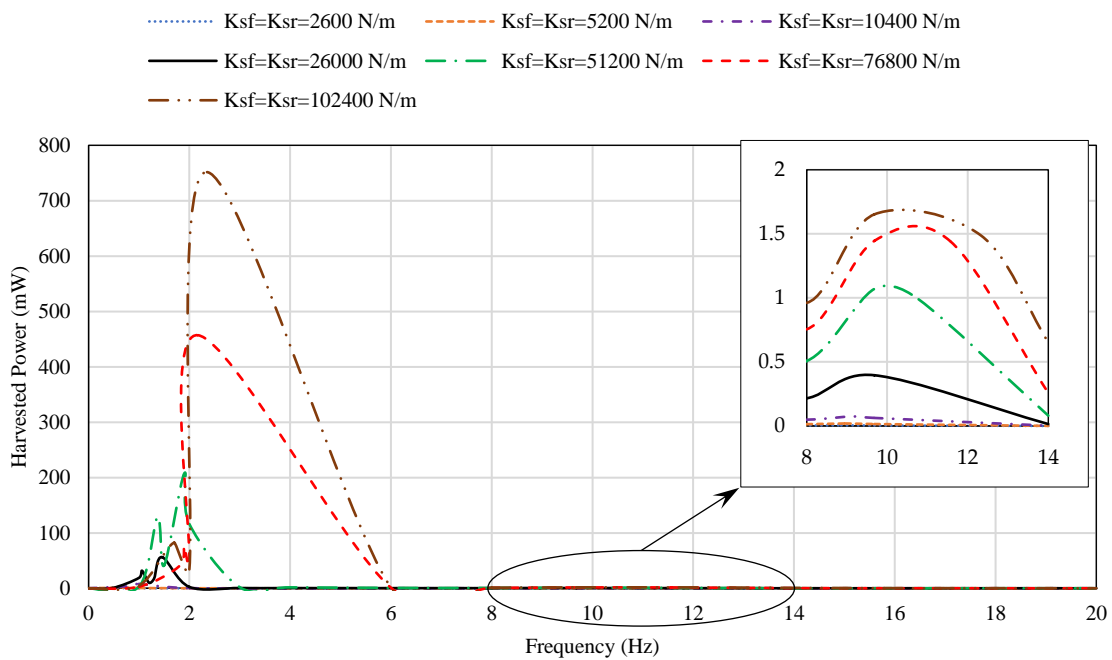 Ksf=Ksr=2600 N/m Ksf=Ksr=5200 N/m Ksf=Ksr=10400 N/m
Ksf=Ksr=26000 N/m Ksf=Ksr=51200 N/m Ksf=Ksr=76800 N/m
Ksf=Ksr=102400 N/m
Harvested Power (mW)
800
700
600
500
400
300
200
100
0
0 2 4 6 8 10 12 14 16 18 20
Frequency (Hz)
2
1.5
1
0.5
0
8 10 12 14